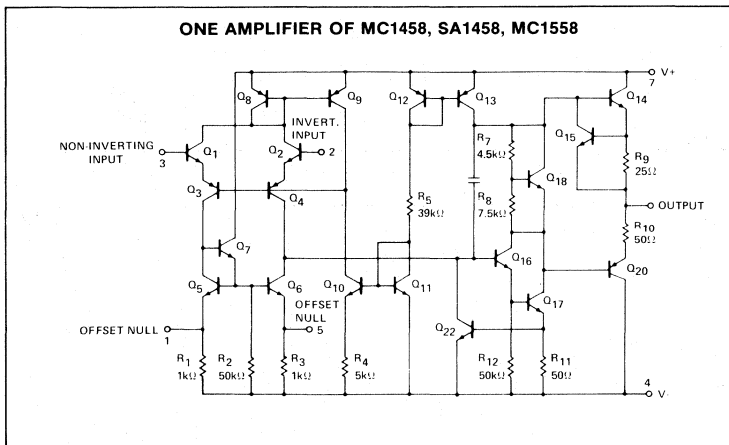 ONE AMPLIFIER OF MC1458, SA1458, MC1558
V+
7
Q8
Q9
Q12
Q13
Q14
Q15
INVERT.
INPUT
2
NON-INVERTING
INPUT
3
Q1
Q2
R7
4.5kΩ
Q18
R9
25Ω
Q3
Q4
R8
7.5kΩ
R5
39kΩ
OUTPUT
R10
50Ω
Q7
Q16
Q20
Q5
Q6
Q10
Q11
Q17
OFFSET
NULL
5
OFFSET NULL
1
Q22
R1
1kΩ
R2
50kΩ
R3
1kΩ
R4
5kΩ
R12
50kΩ
R11
50Ω
4
V-